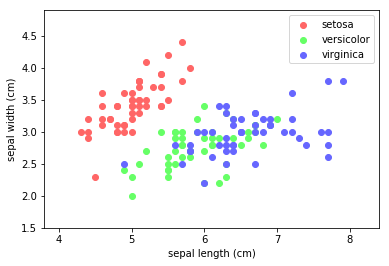 4.5
4.0
3.5
3.0
2.5
2.0
1.5
sepal width (cm)
setosa
versicolor
virginica
4
5
6
7
8
sepal length (cm)